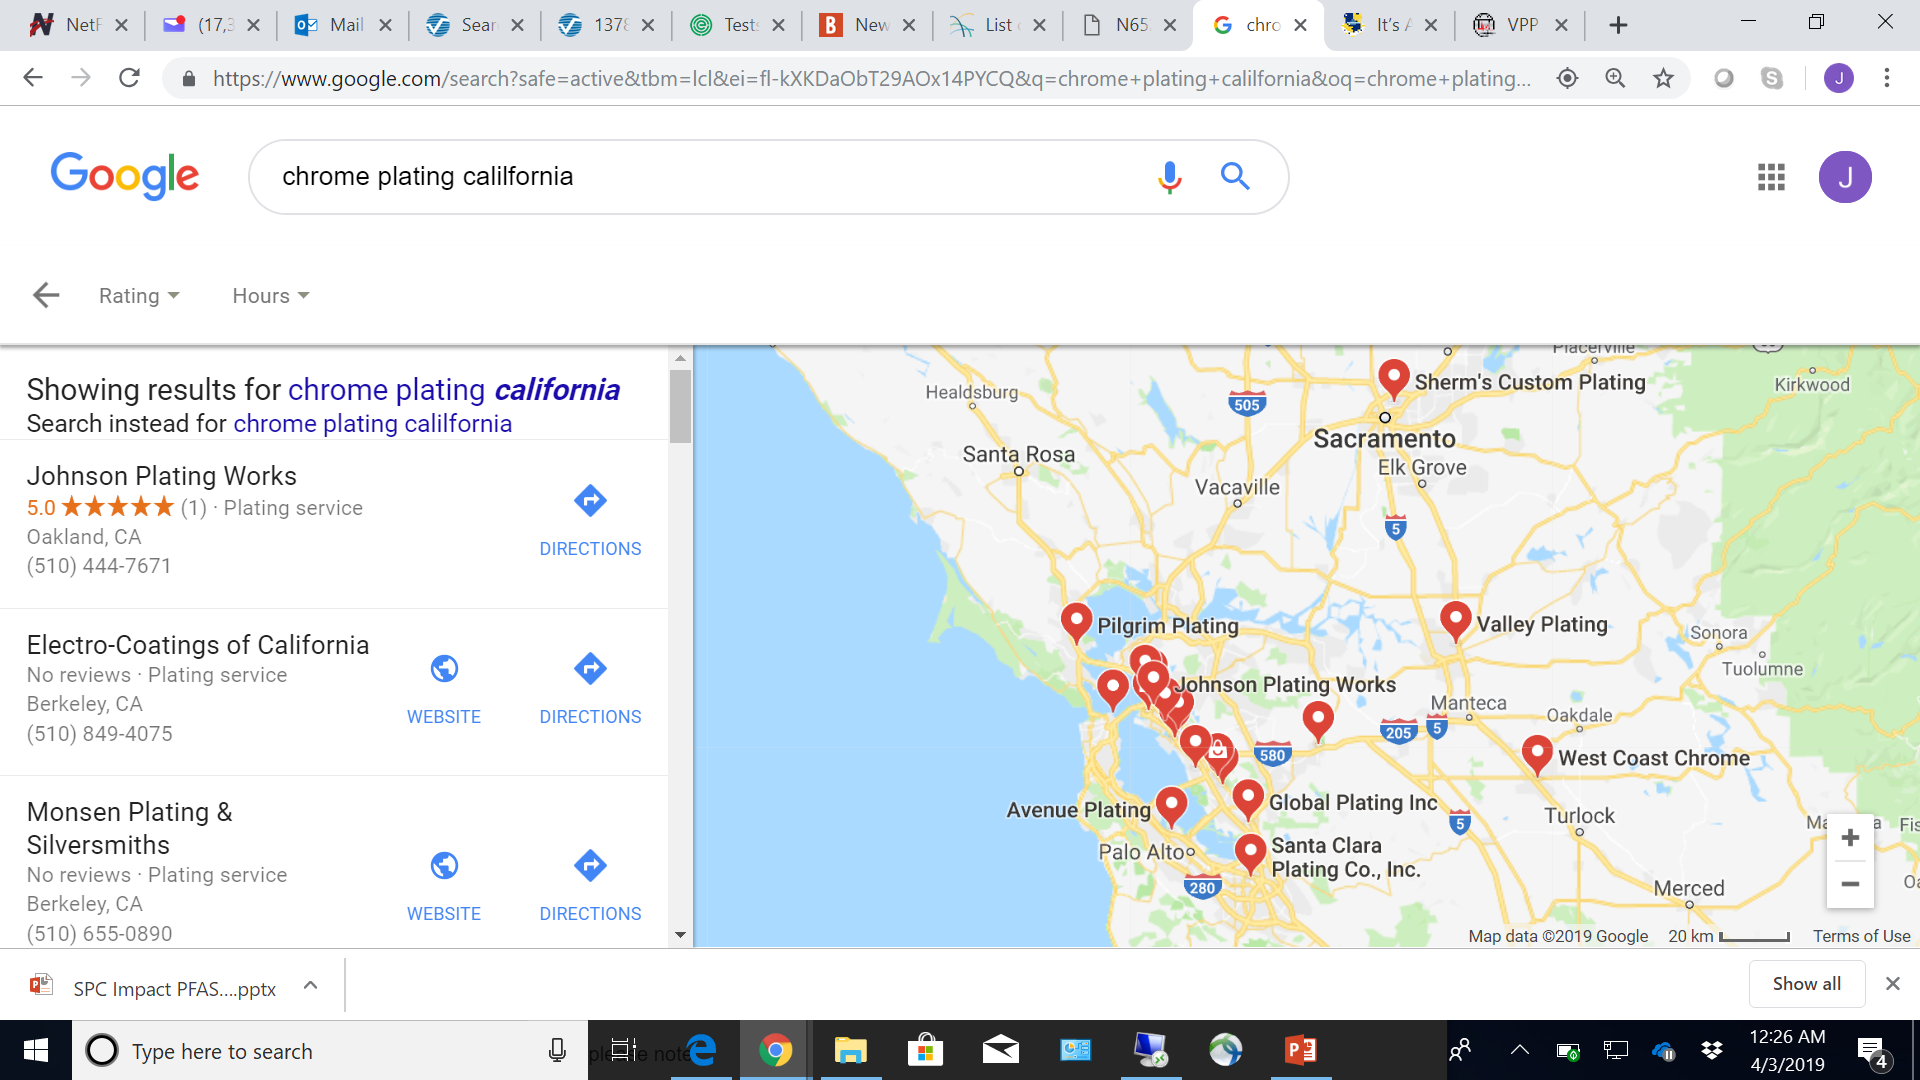 NetF
(17,3
Mail
Sear
1378
Tests
New
List
N65
chro
It's A
VPP
https://www.google.com/search?safe=active&tbm=lcl&ei=fl-kXKDaObT29AOx14PYCQ&q=chrome+plating+calilfornia&oq=chrome+plating...
J
Google
chrome plating calilfornia
J
Rating
Hours
Showing results for chrome plating california
Search instead for chrome plating calilfornia
Johnson Plating Works
5.0 ★★★★★ (1) · Plating service
Oakland, CA
(510) 444-7671
DIRECTIONS
Electro-Coatings of California
No reviews · Plating service
Berkeley, CA
(510) 849-4075
WEBSITE
DIRECTIONS
Monsen Plating &
Silversmiths
No reviews · Plating service
Berkeley, CA
(510) 655-0890
WEBSITE
DIRECTIONS
Placerville
Healdsburg
505
Sherm's Custom Plating
Kirkwood
Sacramento
Santa Rosa
Elk Grove
Vacaville
5
Pilgrim Plating
Valley Plating
Sonora
Tuolumne
Johnson Plating Works
Manteca
Oakdale
205
5
580
West Coast Chrome
Avenue Plating
Global Plating Inc
5
Turlock
Palo Alto
Santa Clara
Plating Co., Inc.
280
Merced
Map data ©2019 Google
20 km
Terms of Use
SPC Impact PFAS....pptx
Show all
Type here to search
12:26 AM
4/3/2019
4